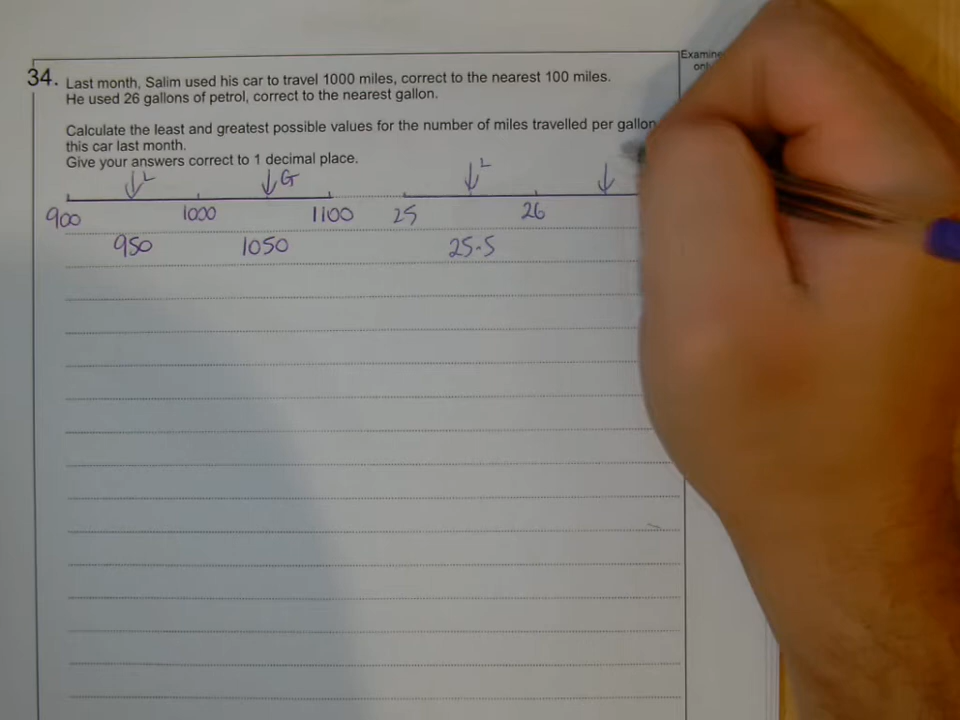 Examine
only
34. Last month, Salim used his car to travel 1000 miles, correct to the nearest 100 miles.
He used 26 gallons of petrol, correct to the nearest gallon.
Calculate the least and greatest possible values for the number of miles travelled per gallon
this car last month.
Give your answers correct to 1 decimal place.
L G L
900 1000 1100 25 26
950 1050 25.5